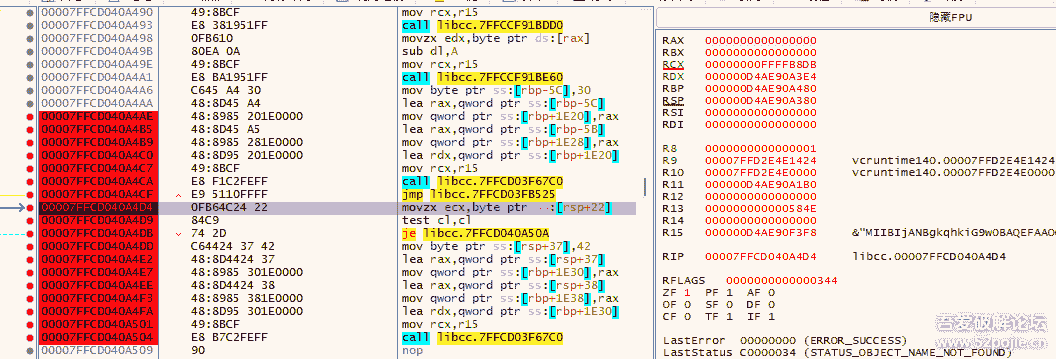 00007FFCD040A490 49:8BCF mov rcx,r15
00007FFCD040A493 E8 381951FF call libcc.7FFCCF91BDD0
00007FFCD040A498 0FB610 movzx edx,byte ptr ds:[rax]
00007FFCD040A49B 80EA 0A sub dl,A
00007FFCD040A49E 49:8BCF mov rcx,r15
00007FFCD040A4A1 E8 BA1951FF call libcc.7FFCCF91BE60
00007FFCD040A4A6 C645 A4 30 mov byte ptr ss:[rbp-5C],30
00007FFCD040A4AA 48:8D45 A4 lea rax,qword ptr ss:[rbp-5C]
00007FFCD040A4AE 48:8985 201E0000 mov qword ptr ss:[rbp+1E20],rax
00007FFCD040A4B5 48:8D45 A5 lea rax,qword ptr ss:[rbp-5B]
00007FFCD040A4B9 48:8985 281E0000 mov qword ptr ss:[rbp+1E28],rax
00007FFCD040A4C0 48:8D95 201E0000 lea rdx,qword ptr ss:[rbp+1E20]
00007FFCD040A4C7 49:8BCF mov rcx,r15
00007FFCD040A4CA E8 F1C2FEFF call libcc.7FFCD03F67C0
00007FFCD040A4CF E9 5110FFFF jmp libcc.7FFCD03FB525
00007FFCD040A4D4 0FB64C24 22 movzx ecx,byte ptr ss:[rsp+22]
00007FFCD040A4D9 84C9 test cl,cl
00007FFCD040A4DB 74 2D je libcc.7FFCD040A50A
00007FFCD040A4DD C64424 37 42 mov byte ptr ss:[rsp+37],42
00007FFCD040A4E2 48:8D4424 37 lea rax,qword ptr ss:[rsp+37]
00007FFCD040A4E7 48:8985 301E0000 mov qword ptr ss:[rbp+1E30],rax
00007FFCD040A4EE 48:8D4424 38 lea rax,qword ptr ss:[rsp+38]
00007FFCD040A4F3 48:8985 381E0000 mov qword ptr ss:[rbp+1E38],rax
00007FFCD040A4FA 48:8D95 301E0000 lea rdx,qword ptr ss:[rbp+1E30]
00007FFCD040A501 49:8BCF mov rcx,r15
00007FFCD040A504 E8 B7C2FEFF call libcc.7FFCD03F67C0
00007FFCD040A509 90 nop
隐藏FPU
RAX 0000000000000000
RBX 0000000000000000
RCX 00000000FFFFB8DB
RDX 000000D4AE90A3E4
RBP 000000D4AE90A480
RSP 000000D4AE90A380
RSI 0000000000000000
RDI 0000000000000000
R8 0000000000000001
R9 00007FFD2E4E1424 vcruntime140.00007FFD2E4E1424
R10 00007FFD2E4E0000 vcruntime140.00007FFD2E4E0000
R11 000000D4AE90A1B0
R12 0000000000000000
R13 000000000000584E
R14 0000000000000000
R15 000000D4AE90F3F8 &"MIIBIjANBgkqhkiG9w0BAQEFAAO
RIP 00007FFCD040A4D4 libcc.00007FFCD040A4D4
RFLAGS 0000000000000344
ZF 1 PF 1 AF 0
OF 0 SF 0 DF 0
CF 0 TF 1 IF 1
LastError 00000000 (ERROR_SUCCESS)
LastStatus C0000034 (STATUS_OBJECT_NAME_NOT_FOUND)
吾爱破解论坛
www.52pojie.cn